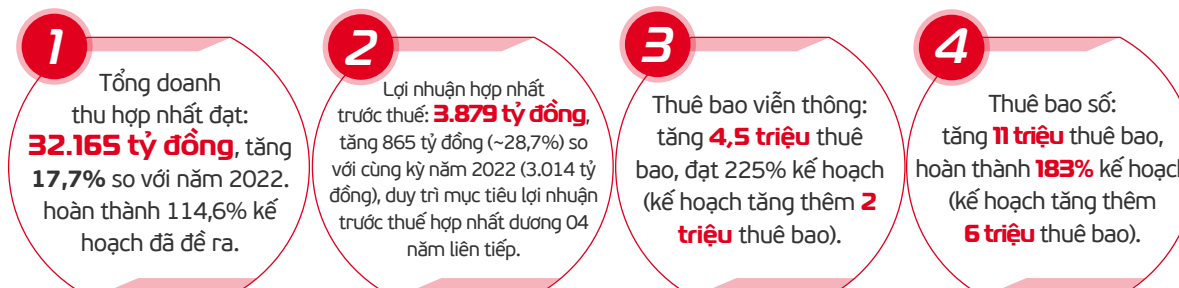 1
Tổng doanh
thu hợp nhất đạt:
32.165 tỷ đồng, tăng
17,7% so với năm 2022.
hoàn thành 114,6% kế
hoạch đã đề ra.
2
Lợi nhuận hợp nhất
trước thuế: 3.879 tỷ đồng,
tăng 865 tỷ đồng (~28,7%) so
với cùng kỳ năm 2022 (3.014 tỷ
đồng), duy trì mục tiêu lợi nhuận
trước thuế hợp nhất dương 04
năm liên tiếp.
3
Thuê bao viễn thông:
tăng 4,5 triệu thuê
bao, đạt 225% kế hoạch
(kế hoạch tăng thêm 2
triệu thuê bao).
4
Thuê bao số:
tăng 11 triệu thuê bao,
hoàn thành 183% kế hoạch
(kế hoạch tăng thêm
6 triệu thuê bao).